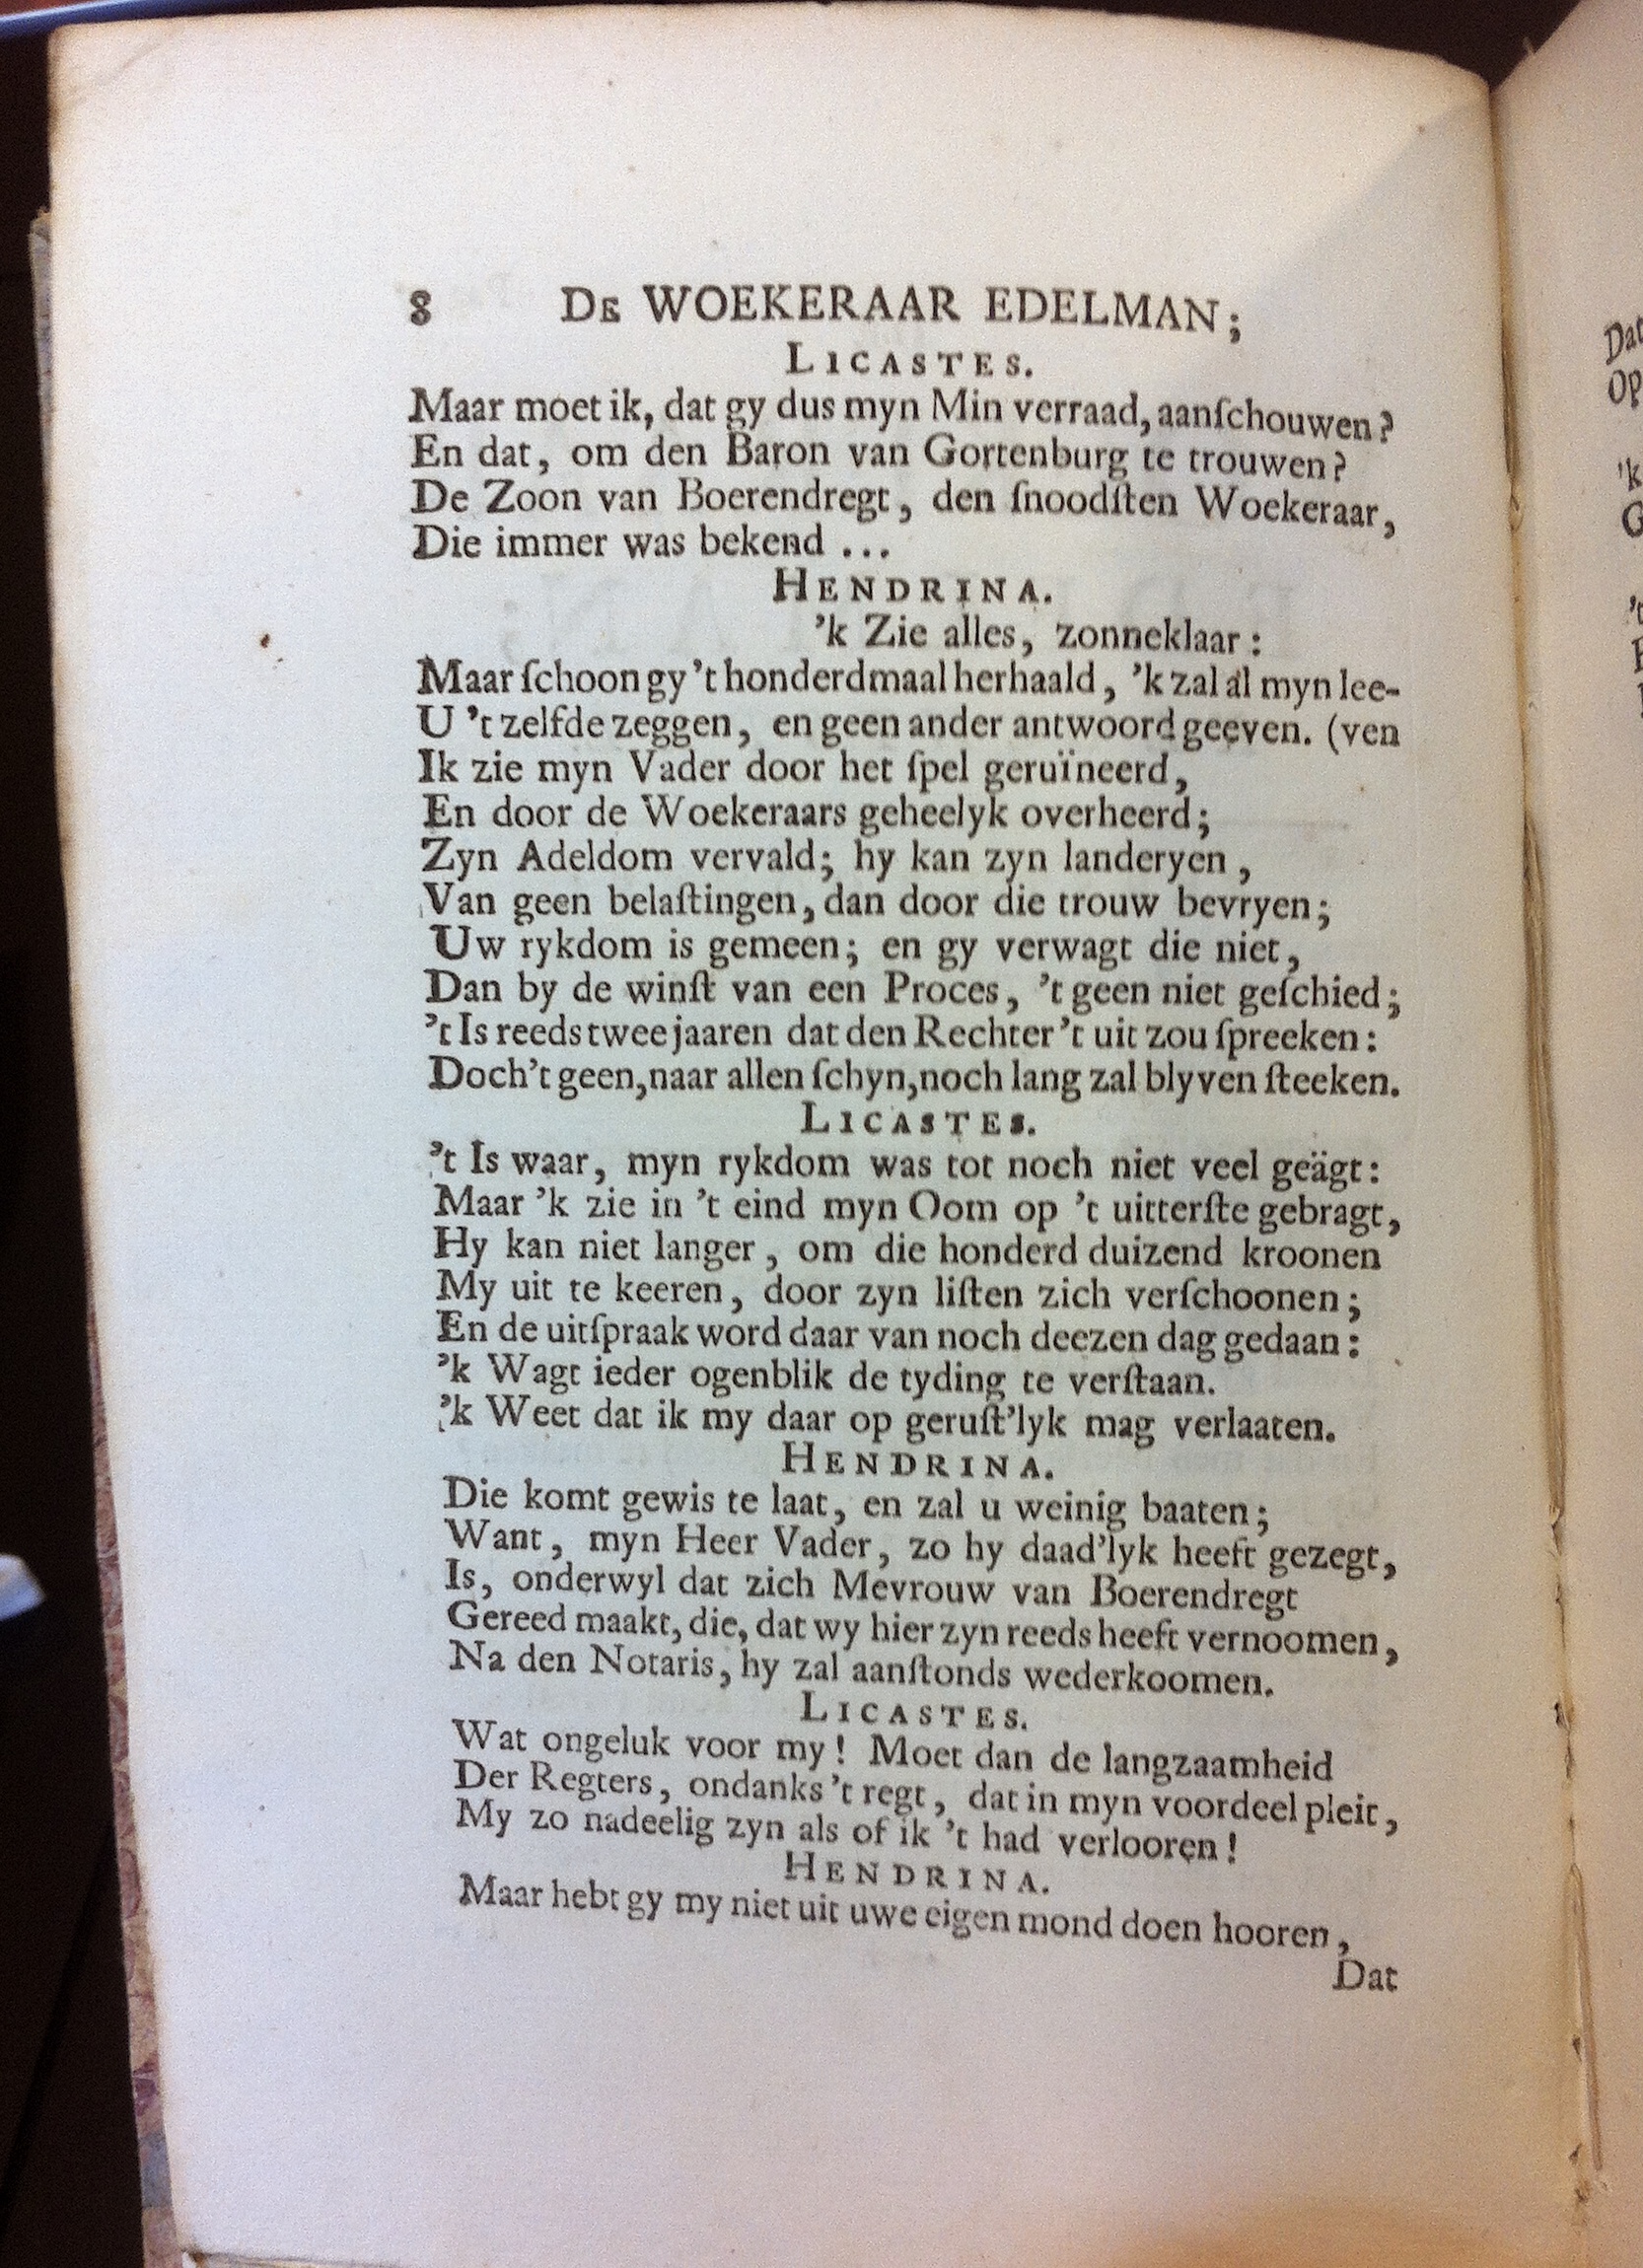 8 DE WOEKERAAR EDELMAN;
LICASTES.
Maar moet ik, dat gy dus myn Min verraad, aanſchouwen?
En dat, om den Baron van Gortenburg te trouwen?
De Zoon van Boerendregt, den ſnoodſten Woekeraar,
Die immer was bekend ...
HENDRINA.
'k Zie alles, zonneklaar:
Maar ſchoon gy 't honderdmaal herhaald, 'k zal al myn lee-
U 't zelfde zeggen, en geen ander antwoord geeven. (ven
Ik zie myn Vader door het ſpel geruïneerd,
En door de Woekeraars geheelyk overheerd;
Zyn Adeldom vervald; hy kan zyn landeryen,
Van geen belaſtingen, dan door die trouw bevryen;
Uw rykdom is gemeen; en gy verwagt die niet,
Dan by de winſt van een Proces, 't geen niet geſchied;
't Is reeds twee jaaren dat den Rechter 't uit zou ſpreeken:
Doch 't geen, naar allen ſchyn, noch lang zal blyven ſteeken.
LICASTES.
't Is waar, myn rykdom was tot noch niet veel geägt:
Maar 'k zie in 't eind myn Oom op 't uitterſte gebragt,
Hy kan niet langer, om die honderd duizend kroonen
My uit te keeren, door zyn liſten zich verſchoonen;
En de uitſpraak word daar van noch deezen dag gedaan:
'k Wagt ieder ogenblik de tyding te verſtaan.
'k Weet dat ik my daar op geruſt'lyk mag verlaaten.
HENDRINA.
Die komt gewis te laat, en zal u weinig baaten;
Want, myn Heer Vader, zo hy daad'lyk heeft gezegt,
Is, onderwyl dat zich Mevrouw van Boerendregt
Gereed maakt, die, dat wy hier zyn reeds heeft vernoomen,
Na den Notaris, hy zal aanſtonds wederkoomen.
LICASTES.
Wat ongeluk voor my! Moet dan de langzaamheid
Der Regters, ondanks 't regt, dat in myn voordeel pleit,
My zo nadeelig zyn als of ik 't had verlooren!
HENDRINA.
Maar hebt gy my niet uit uwe eigen mond doen hooren,
Dat
Dat
Op
'k
G
't